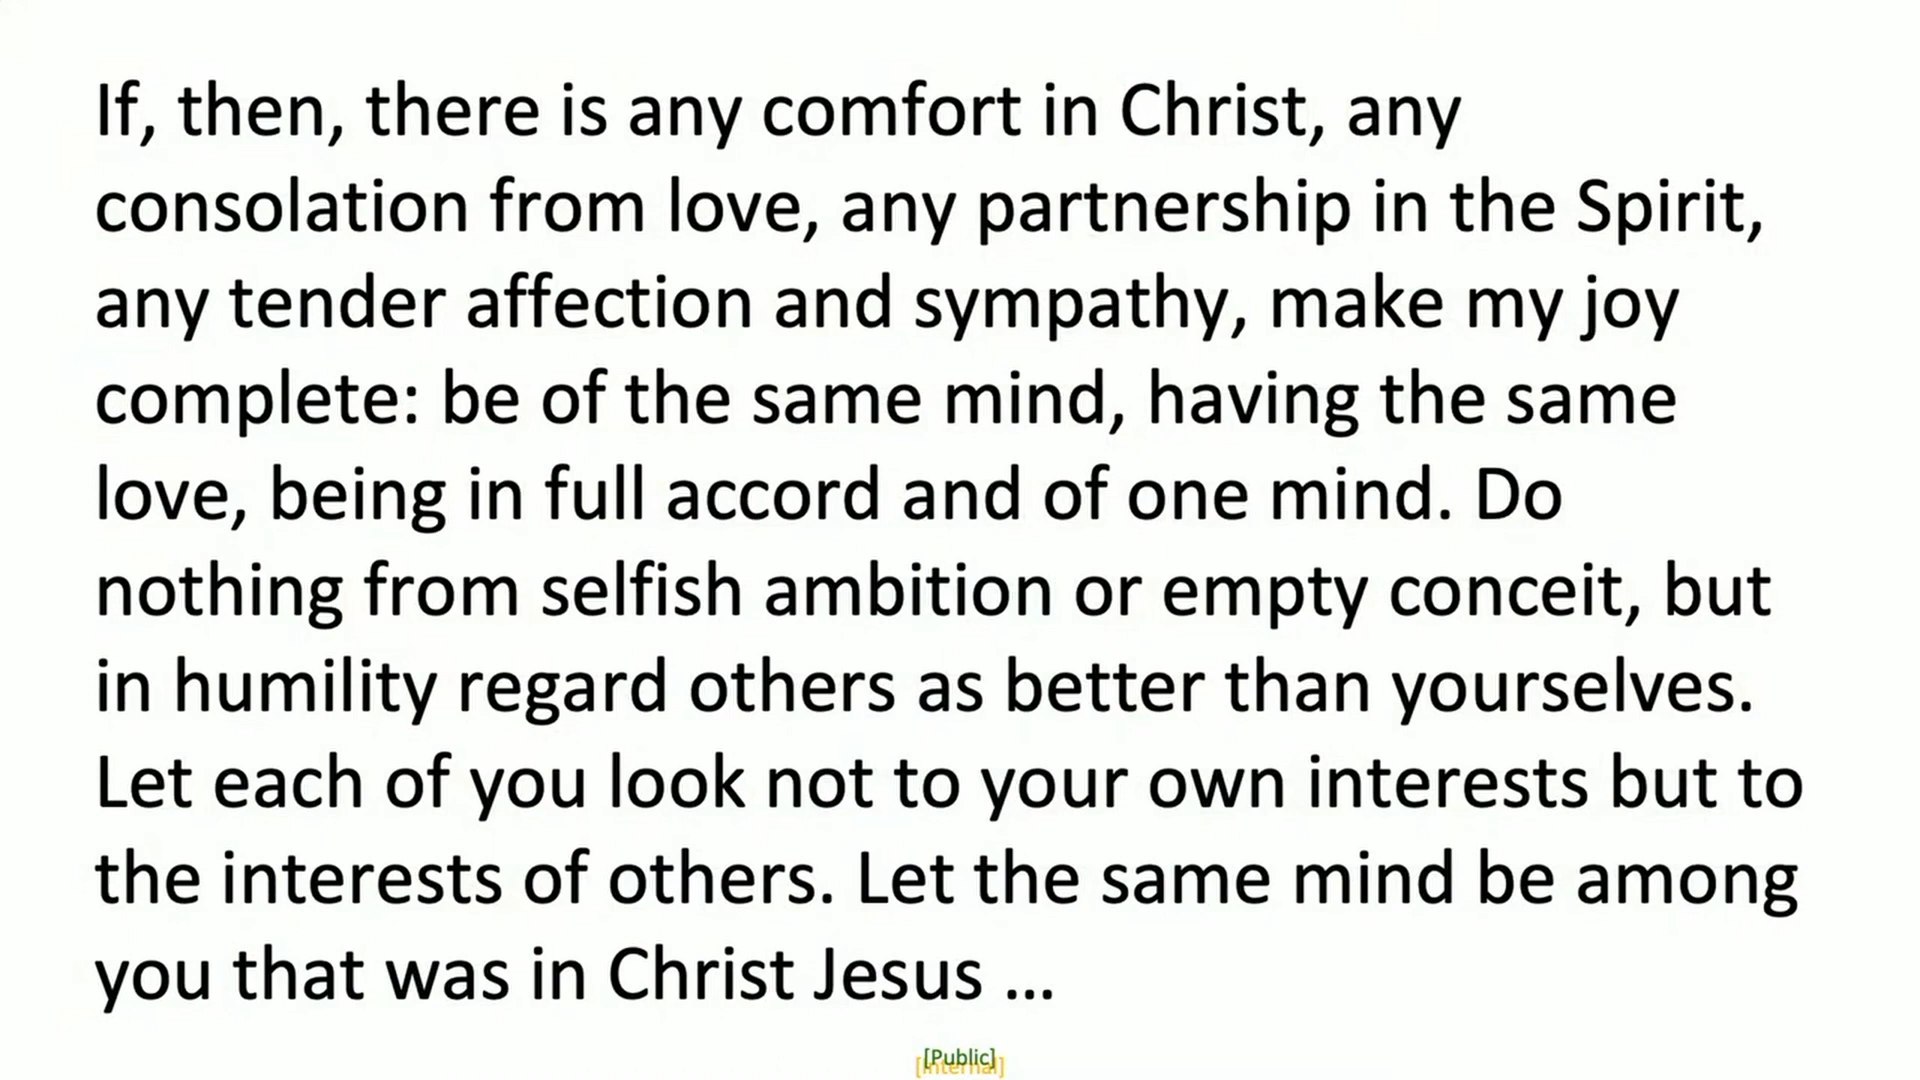 If, then, there is any comfort in Christ, any
consolation from love, any partnership in the Spirit,
any tender affection and sympathy, make my joy
complete: be of the same mind, having the same
love, being in full accord and of one mind. Do
nothing from selfish ambition or empty conceit, but
in humility regard others as better than yourselves.
Let each of you look not to your own interests but to
the interests of others. Let the same mind be among
you that was in Christ Jesus ...
[Public]
[Internal]